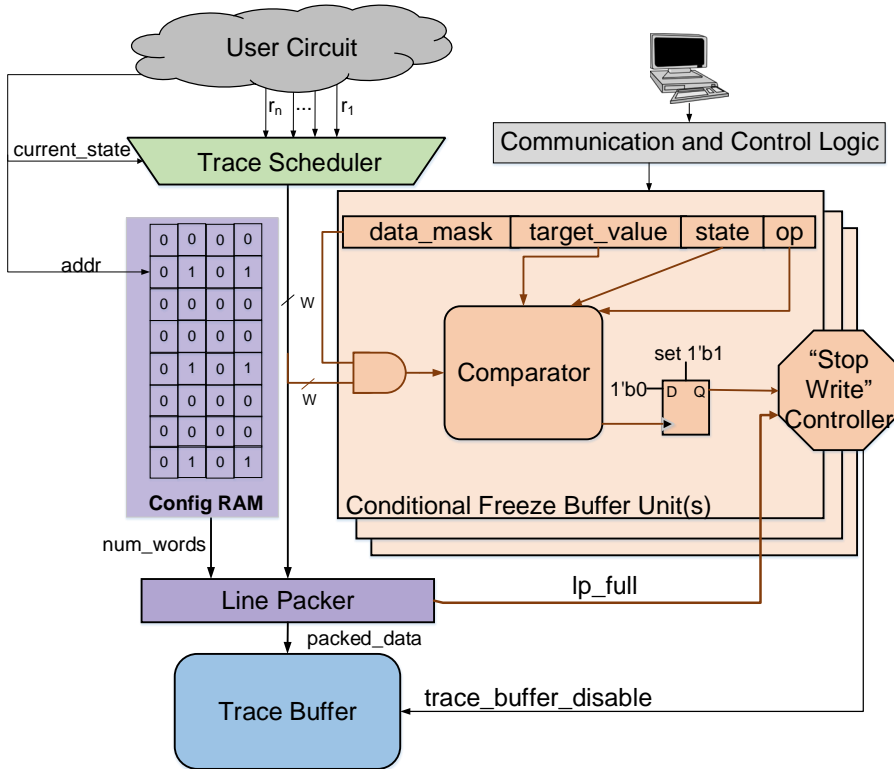 User Circuit
rn ... r1
current_state
Trace Scheduler
Communication and Control Logic
addr
0 0 0 0
0 1 0 1
0 0 0 0
0 0 0 0
0 1 0 1
0 0 0 0
0 0 0 0
0 1 0 1
Config RAM
data_mask target_value state op
W
W
Comparator
set 1'b1
1'b0
D Q
“Stop
Write”
Controller
Conditional Freeze Buffer Unit(s)
num_words
Line Packer
lp_full
packed_data
Trace Buffer
trace_buffer_disable